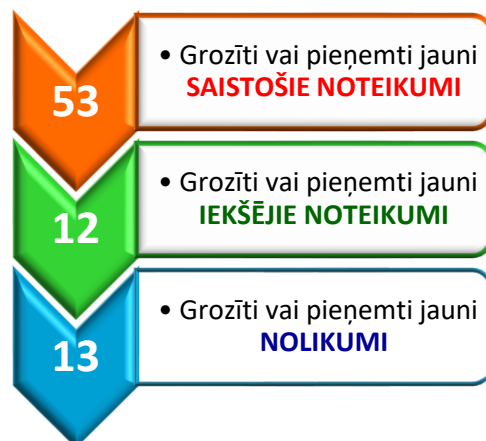 53
• Grozīti vai pieņemti jauni
SAISTOŠIE NOTEIKUMI
12
• Grozīti vai pieņemti jauni
IEKŠĒJIE NOTEIKUMI
13
• Grozīti vai pieņemti jauni
NOLIKUMI